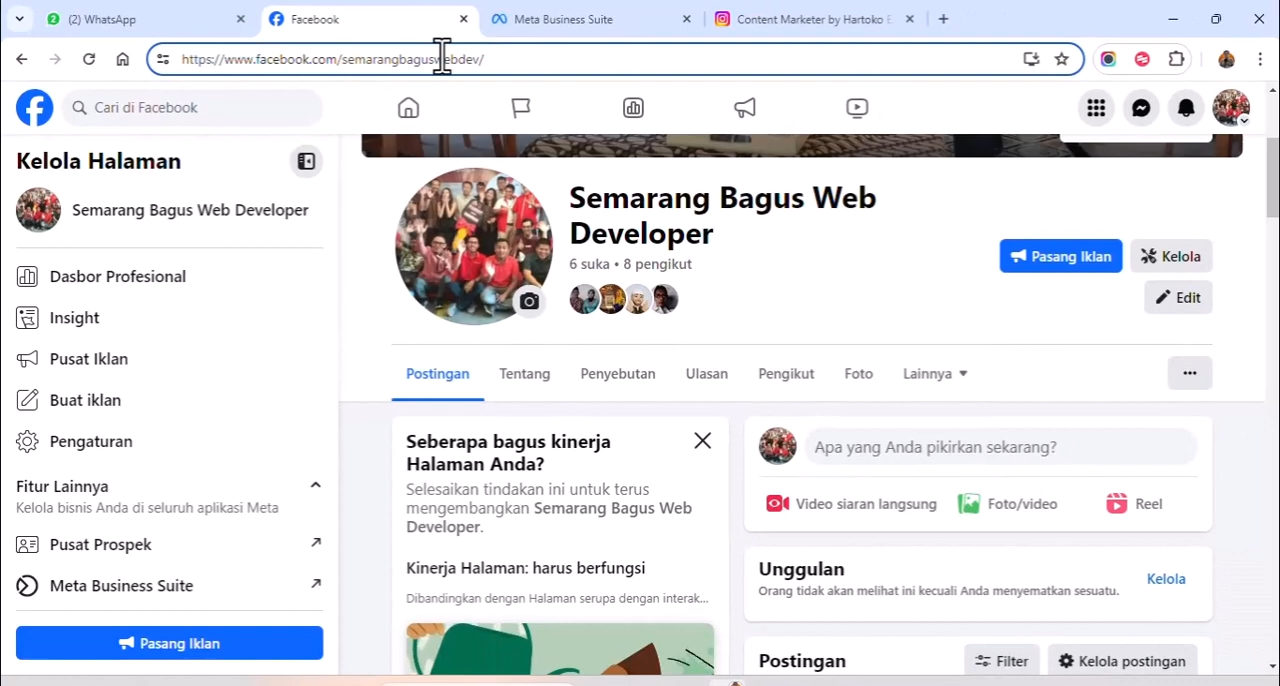 (2) WhatsApp
Facebook
Meta Business Suite
Content Marketer by Hartoko E
https://www.facebook.com/semarangbaguswebdev/
Cari di Facebook
Kelola Halaman
Semarang Bagus Web Developer
Dasbor Profesional
Insight
Pusat Iklan
Buat iklan
Pengaturan
Fitur Lainnya
Kelola bisnis Anda di seluruh aplikasi Meta
Pusat Prospek
Meta Business Suite
Pasang Iklan
Semarang Bagus Web
Developer
6 suka • 8 pengikut
Pasang Iklan
Kelola
Edit
Postingan
Tentang
Penyebutan
Ulasan
Pengikut
Foto
Lainnya
Seberapa bagus kinerja
Halaman Anda?
Selesaikan tindakan ini untuk terus
mengembangkan Semarang Bagus Web
Developer.
Kinerja Halaman: harus berfungsi
Dibandingkan dengan Halaman serupa dengan interak...
Apa yang Anda pikirkan sekarang?
Video siaran langsung
Foto/video
Reel
Unggulan
Kelola
Orang tidak akan melihat ini kecuali Anda menyematkan sesuatu.
Postingan
Filter
Kelola postingan